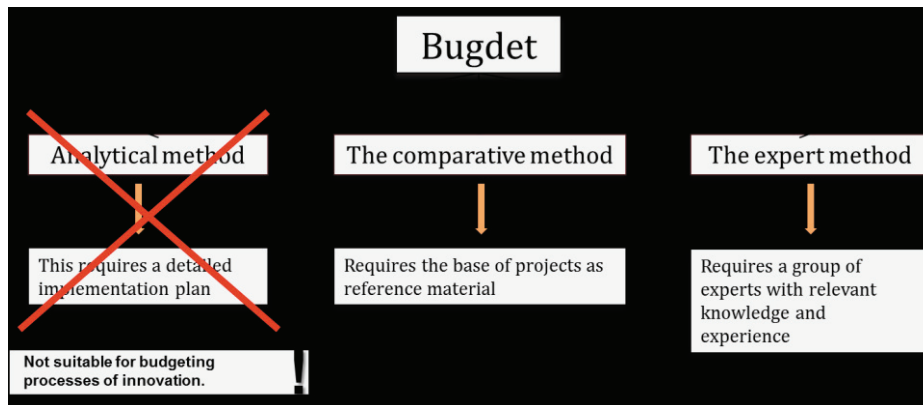 Bugdet
Analytical method
The comparative method
The expert method
This requires a detailed
implementation plan
Requires the base of projects as
reference material
Requires a group of
experts with relevant
knowledge and
experience
Not suitable for budgeting
processes of innovation.
!